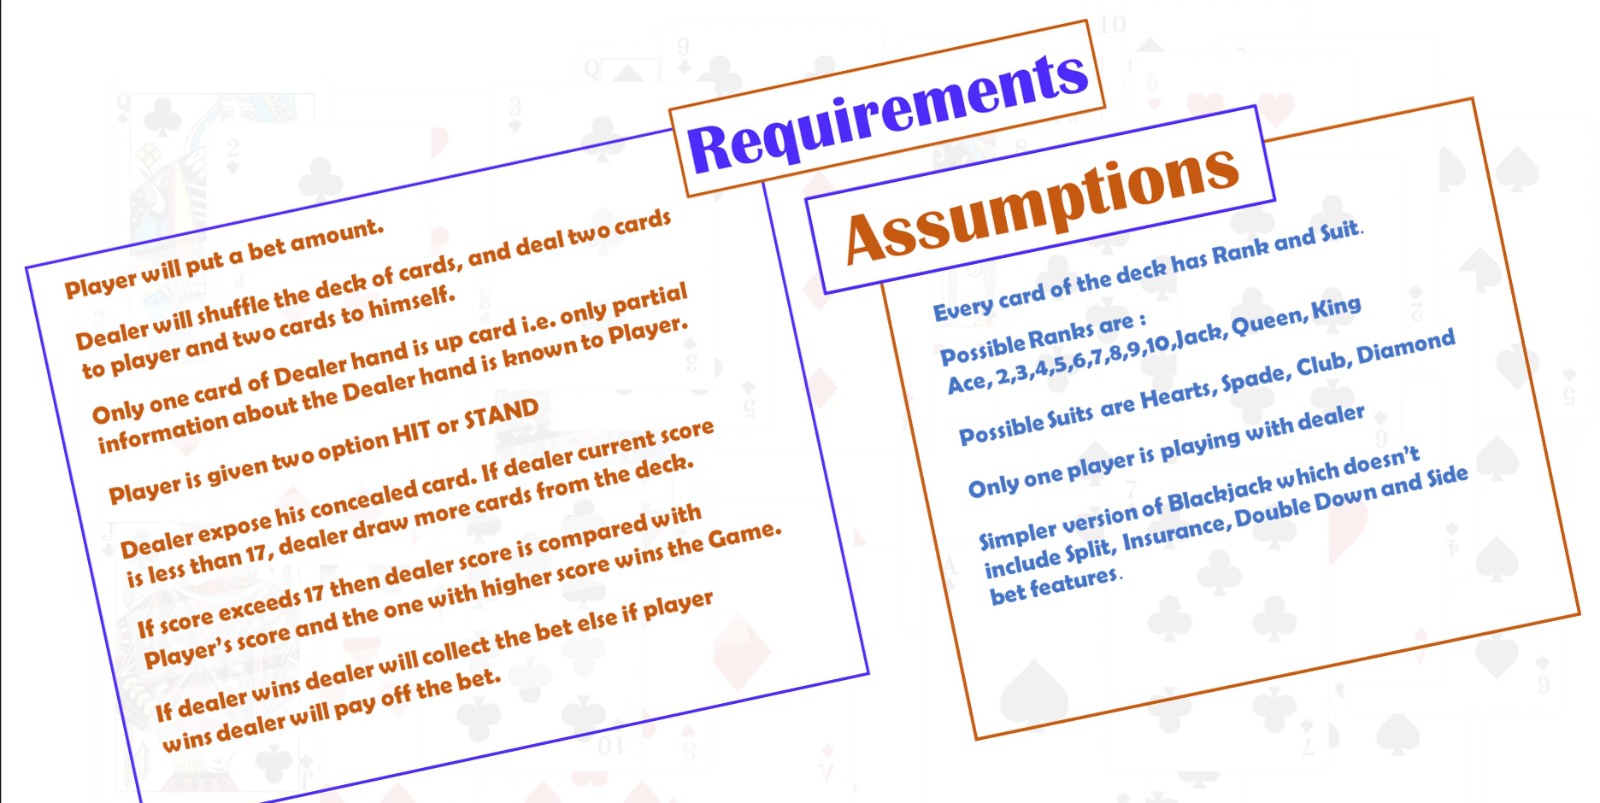 Requirements
Player will put a bet amount.
Dealer will shuffle the deck of cards, and deal two cards
to player and two cards to himself.
Only one card of Dealer hand is up card i.e. only partial
information about the Dealer hand is known to Player.
Player is given two option HIT or STAND
Dealer expose his concealed card. If dealer current score
is less than 17, dealer draw more cards from the deck.
If score exceeds 17 then dealer score is compared with
Player's score and the one with higher score wins the Game.
If dealer wins dealer will collect the bet else if player
wins dealer will pay off the bet.
Assumptions
Every card of the deck has Rank and Suit.
Possible Ranks are :
Ace, 2,3,4,5,6,7,8,9,10,Jack, Queen, King
Possible Suits are Hearts, Spade, Club, Diamond
Only one player is playing with dealer
Simpler version of Blackjack which doesn't
include Split, Insurance, Double Down and Side
bet features.